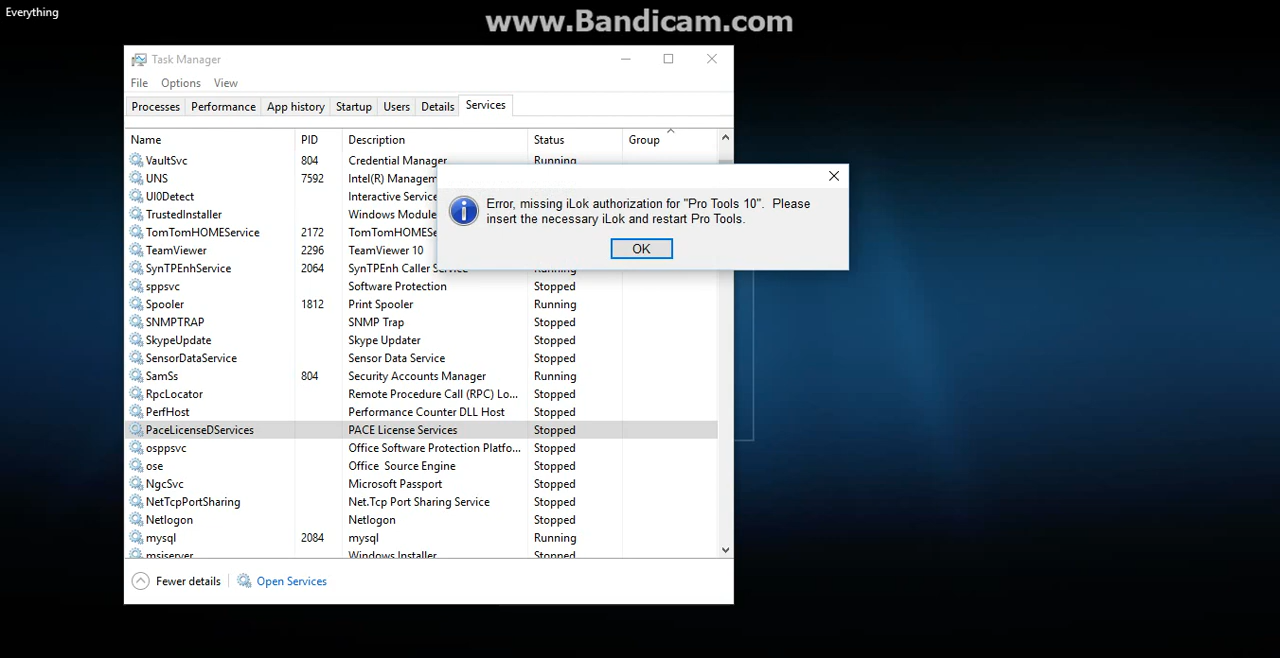 Everything
www.Bandicam.com
Task Manager
File Options View
Processes Performance App history Startup Users Details Services
Name PID Description Status Group
VaultSvc 804 Credential Manager Running
UNS 7592 Intel(R) Managem
UI0Detect Interactive Service
TrustedInstaller Windows Module
TomTomHOMEService 2172 TomTomHOMESe
TeamViewer 2296 TeamViewer 10
SynTPEnhService 2064 SynTPEnh Caller Service Running
sppsvc Software Protection Stopped
Spooler 1812 Print Spooler Running
SNMPTRAP SNMP Trap Stopped
SkypeUpdate Skype Updater Stopped
SensorDataService Sensor Data Service Stopped
SamSs 804 Security Accounts Manager Running
RpcLocator Remote Procedure Call (RPC) Lo... Stopped
PerfHost Performance Counter DLL Host Stopped
PaceLicenseDServices PACE License Services Stopped
osppsvc Office Software Protection Platfo... Stopped
ose Office Source Engine Stopped
NgcSvc Microsoft Passport Stopped
NetTcpPortSharing Net.Tcp Port Sharing Service Stopped
Netlogon Netlogon Stopped
mysql 2084 mysql Running
msiserver Windows Installer Stopped
Fewer details Open Services
Error, missing iLok authorization for "Pro Tools 10". Please
insert the necessary iLok and restart Pro Tools.
OK